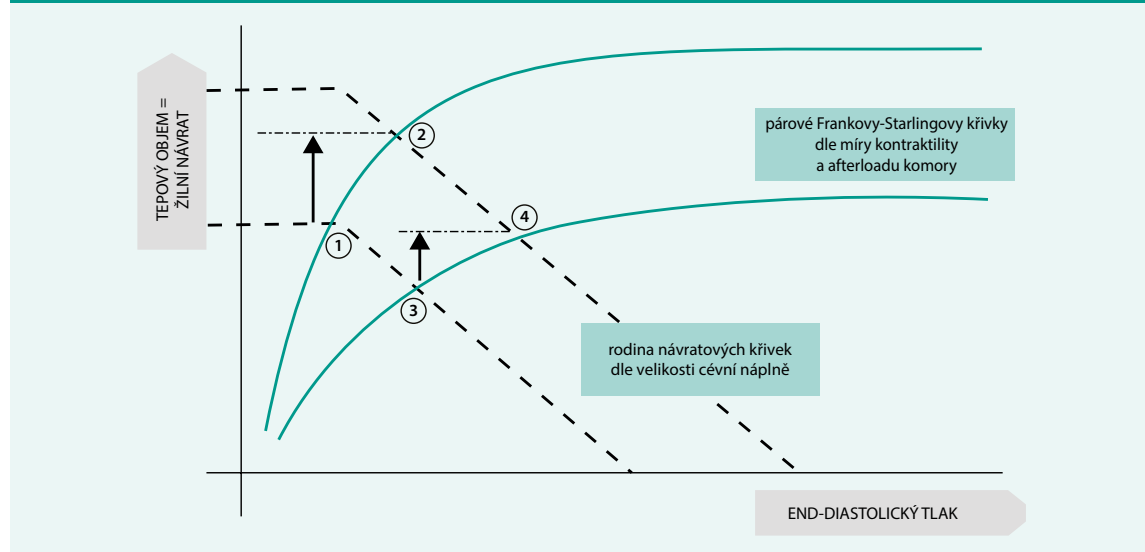 TEPOVÝ OBJEM =
ŽILNÍ NÁVRAT
párové Frankovy-Starlingovy křivky
dle míry kontraktility
a afterloadu komory
2
4
1
3
rodina návratových křivek
dle velikosti cévní náplně
END-DIASTOLICKÝ TLAK